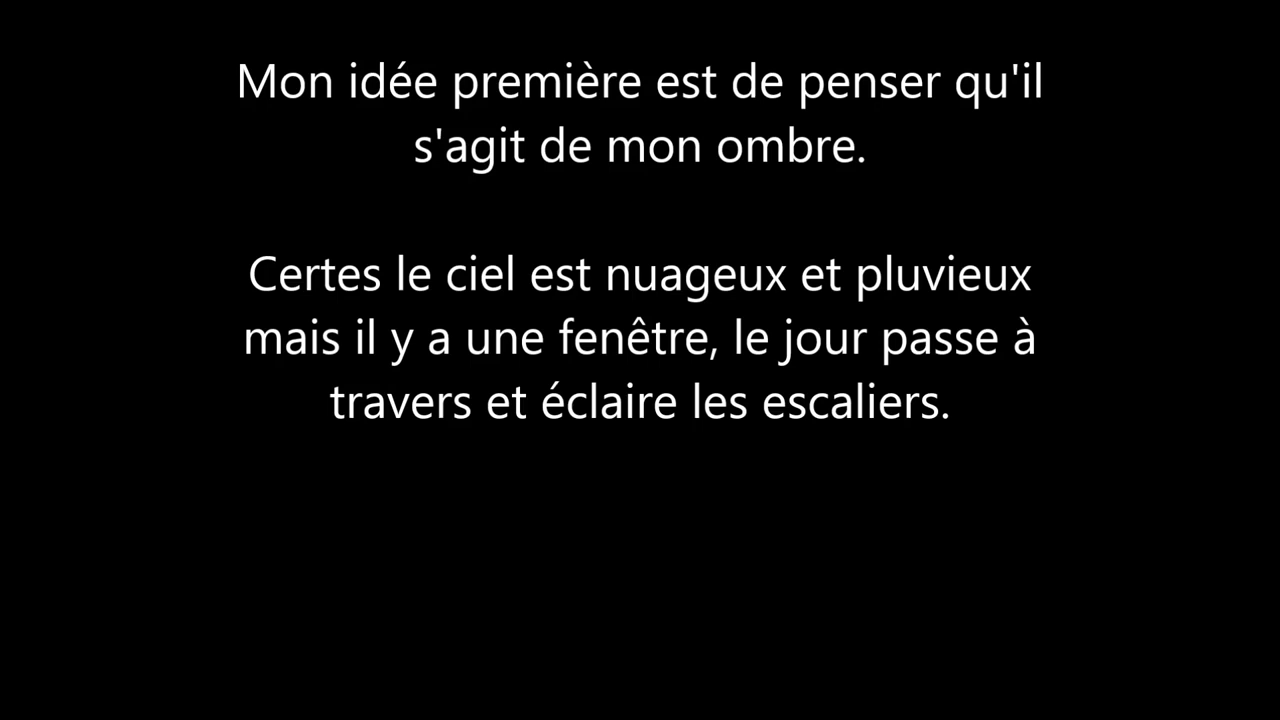 Mon idée première est de penser qu'il
s'agit de mon ombre.
Certes le ciel est nuageux et pluvieux
mais il y a une fenêtre, le jour passe à
travers et éclaire les escaliers.